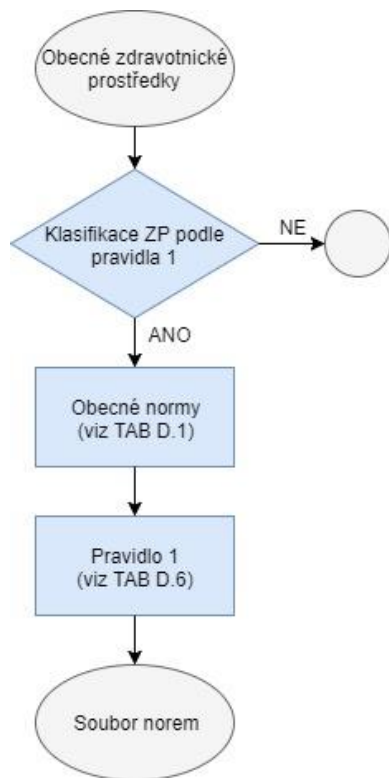 Obecné zdravotnické
prostředky
Klasifikace ZP podle
pravidla 1
NE
ANO
Obecné normy
(viz TAB D.1)
Pravidlo 1
(viz TAB D.6)
Soubor norem